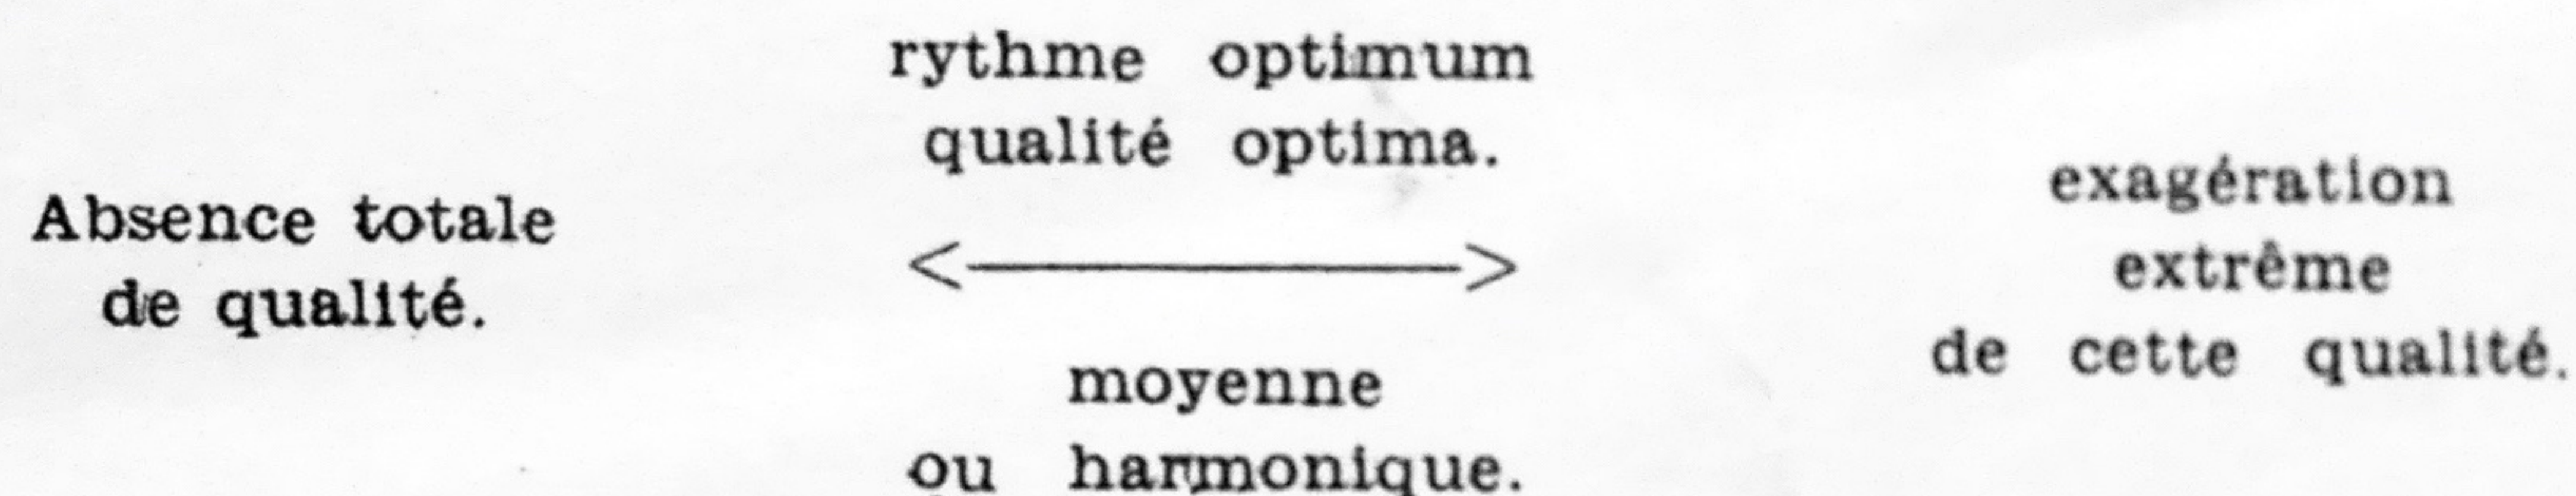 Absence totale
de qualité.
rythme optimum
qualité optima.
moyenne
ou harmonique.
exagération
extrême
de cette qualité.